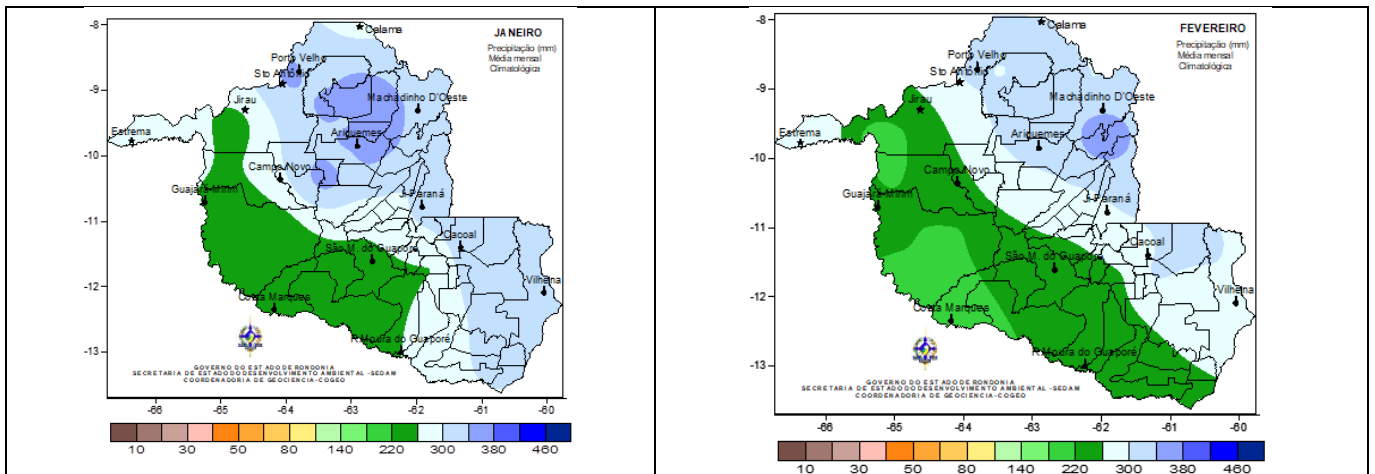 JANEIRO
Precipitação (mm)
Média mensal
Climatológica
-8
-9
-10
-11
-12
-13
Calama
Porto Velho
Sto Antônio
Jirau
Machadinho D'Oeste
Estrema
Ariquemes
Campo Novo
Guajará-Mirim
Ji-Paraná
Cacoal
São M. do Guaporé
Vilhena
Costa Marques
R.Moura do Guaporé
GOVERNO DO ESTADO DE RONDONIA
SECRETARIA DE ESTADO DO DESENVOLVIMENTO AMBIENTAL -SEDAM
COORDENADORIA DE GEOCIENCIA-COGEO
-66 -65 -64 -63 -62 -61 -60
10 30 50 80 140 220 300 380 460
FEVEREIRO
Precipitação (mm)
Média mensal
Climatológica
-8
-9
-10
-11
-12
-13
Calama
Porto Velho
Sto Antônio
Jirau
Machadinho D'Oeste
Estrema
Ariquemes
Campo Novo
Guajará-Mirim
Ji-Paraná
Cacoal
São M. do Guaporé
Vilhena
Costa Marques
R.Moura do Guaporé
GOVERNO DO ESTADO DE RONDONIA
SECRETARIA DE ESTADO DO DESENVOLVIMENTO AMBIENTAL -SEDAM
COORDENADORIA DE GEOCIENCIA-COGEO
-66 -65 -64 -63 -62 -61 -60
10 30 50 80 140 220 300 380 460